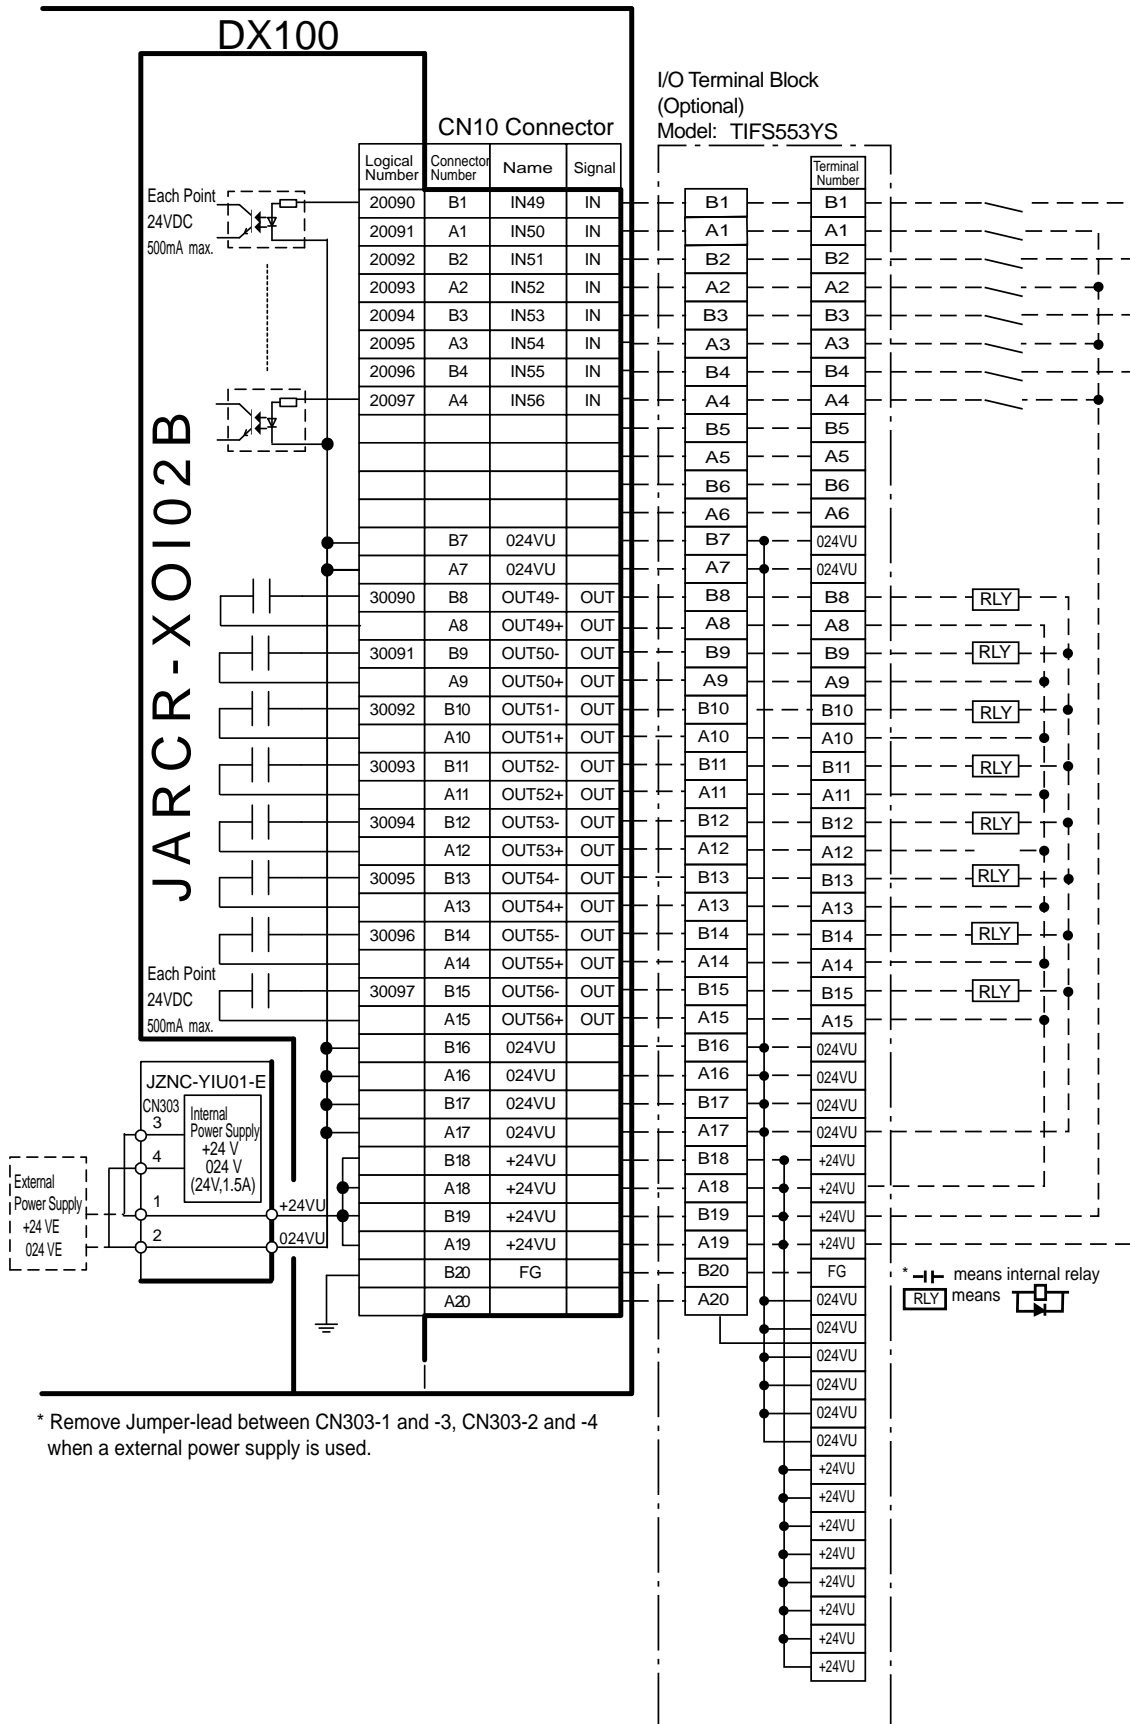 DX100
I/O Terminal Block
(Optional)
Model: TIFS553YS
CN10 Connector
Logical Number Connector Number Name Signal
Terminal Number
Each Point
24VDC
500mA max.
20090 B1 IN49 IN B1 B1
20091 A1 IN50 IN A1 A1
20092 B2 IN51 IN B2 B2
20093 A2 IN52 IN A2 A2
20094 B3 IN53 IN B3 B3
20095 A3 IN54 IN A3 A3
20096 B4 IN55 IN B4 B4
20097 A4 IN56 IN A4 A4
B5 B5
A5 A5
B6 B6
A6 A6
B7 024VU B7 024VU
A7 024VU A7 024VU
30090 B8 OUT49- OUT B8 B8 RLY
A8 OUT49+ OUT A8 A8
30091 B9 OUT50- OUT B9 B9 RLY
A9 OUT50+ OUT A9 A9
30092 B10 OUT51- OUT B10 B10 RLY
A10 OUT51+ OUT A10 A10
30093 B11 OUT52- OUT B11 B11 RLY
A11 OUT52+ OUT A11 A11
30094 B12 OUT53- OUT B12 B12 RLY
A12 OUT53+ OUT A12 A12
30095 B13 OUT54- OUT B13 B13 RLY
A13 OUT54+ OUT A13 A13
30096 B14 OUT55- OUT B14 B14 RLY
A14 OUT55+ OUT A14 A14
30097 B15 OUT56- OUT B15 B15 RLY
A15 OUT56+ OUT A15 A15
B16 024VU B16 024VU
A16 024VU A16 024VU
B17 024VU B17 024VU
A17 024VU A17 024VU
B18 +24VU B18 +24VU
A18 +24VU A18 +24VU
B19 +24VU B19 +24VU
A19 +24VU A19 +24VU
B20 FG B20 FG
A20 A20 024VU
024VU
024VU
024VU
024VU
024VU
+24VU
+24VU
+24VU
+24VU
+24VU
+24VU
+24VU
+24VU
JARCR-XOI02B
Each Point
24VDC
500mA max.
JZNC-YIU01-E
CN303
3
4
1
2
Internal
Power Supply
+24 V
024 V
(24V,1.5A)
External
Power Supply
+24 VE
024 VE
+24VU
024VU
* means internal relay
RLY means
* Remove Jumper-lead between CN303-1 and -3, CN303-2 and -4
when a external power supply is used.